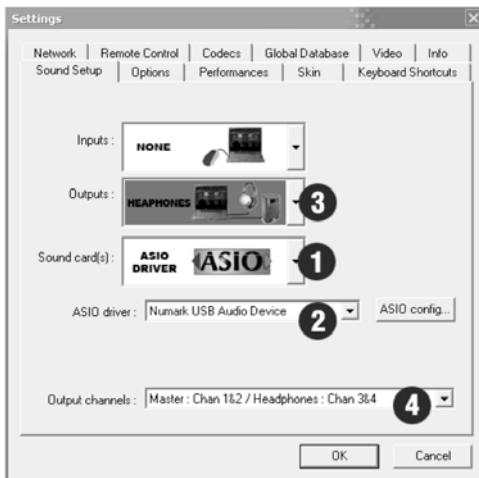 Settings
Network Remote Control Codecs Global Database Video Info
Sound Setup Options Performances Skin Keyboard Shortcuts
Inputs : NONE
Outputs : HEAPHONES 3
Sound card(s) : ASIO DRIVER ASIO 1
ASIO driver : Numark USB Audio Device 2 ASIO config...
Output channels : Master : Chan 1&2 / Headphones : Chan 3&4 4
OK Cancel